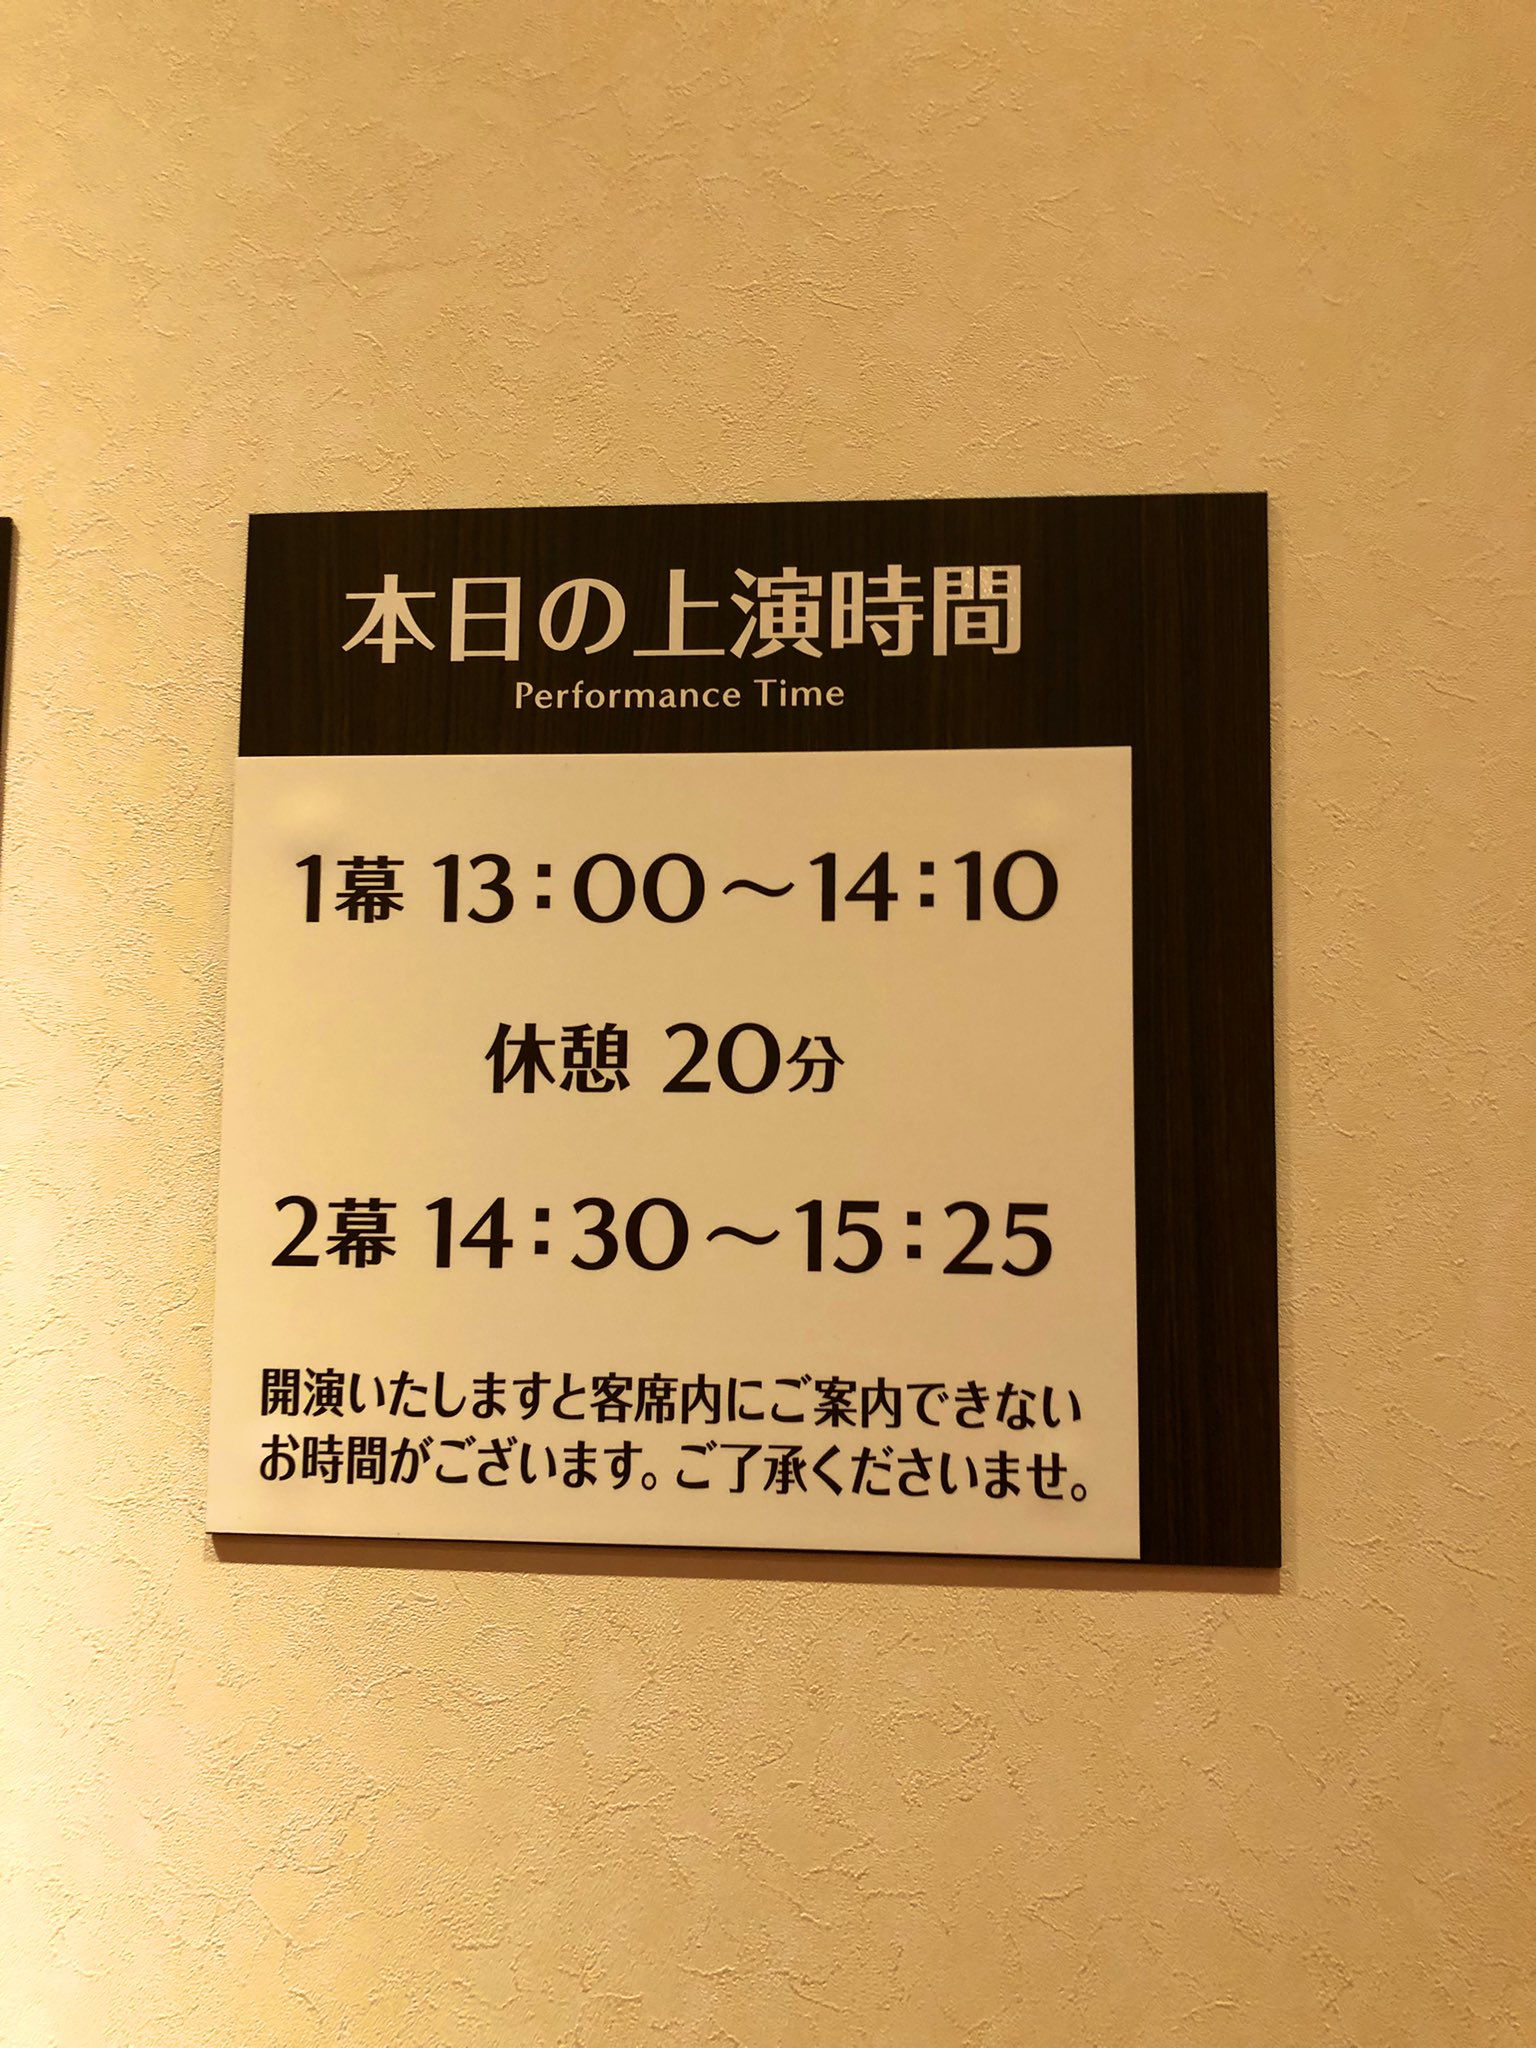 本日の上演時間
Performance Time
1幕 13:00～14:10
休憩 20分
2幕 14:30～15:25
開演いたしますと客席内にご案内できない
お時間がございます。ご了承くださいませ。